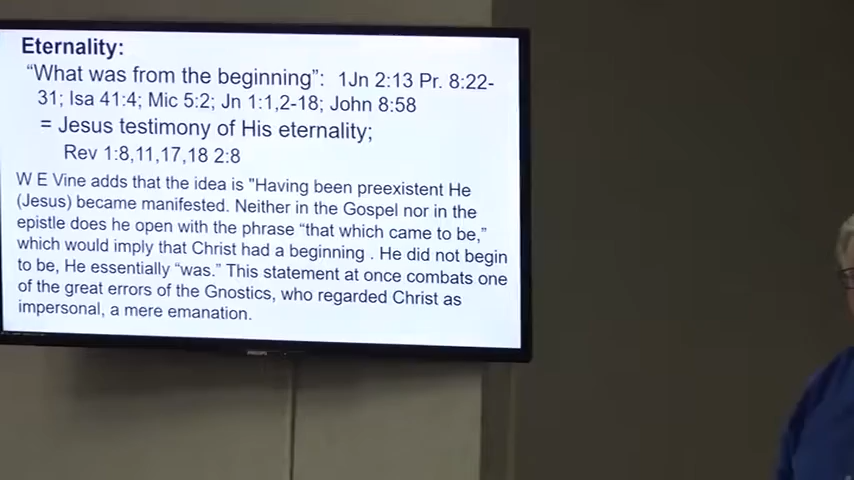 Eternality:
“What was from the beginning”: 1Jn 2:13 Pr. 8:22-
31; Isa 41:4; Mic 5:2; Jn 1:1,2-18; John 8:58
= Jesus testimony of His eternality;
Rev 1:8,11,17,18 2:8
W E Vine adds that the idea is "Having been preexistent He
(Jesus) became manifested. Neither in the Gospel nor in the
epistle does he open with the phrase “that which came to be,”
which would imply that Christ had a beginning . He did not begin
to be, He essentially “was.” This statement at once combats one
of the great errors of the Gnostics, who regarded Christ as
impersonal, a mere emanation.
PHILIPS